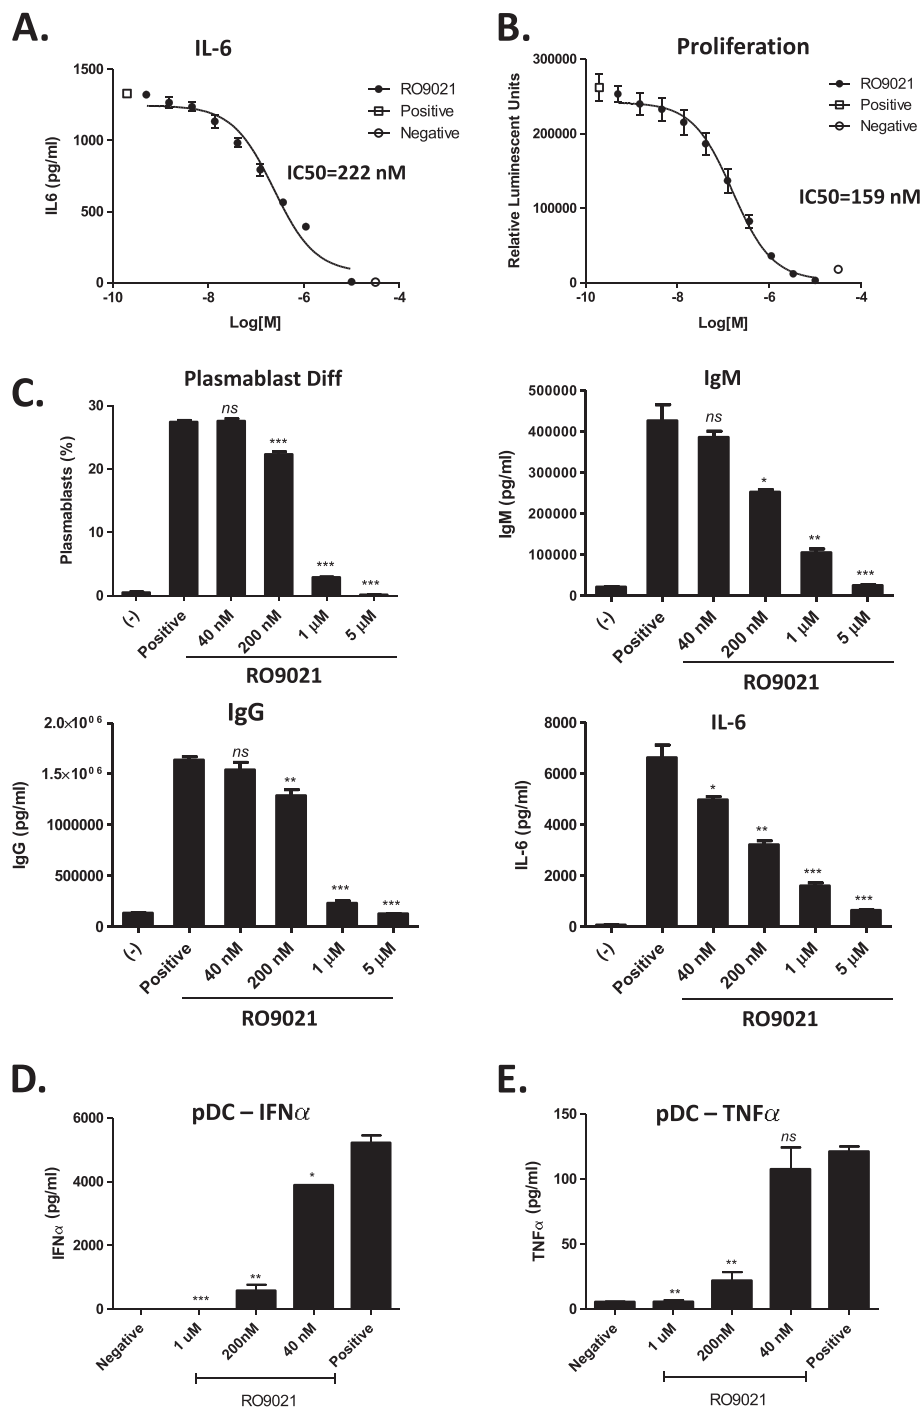 A.
IL-6
1500
1000
500
0
-10
-8
-6
-4
IL6 (pg/ml)
Log[M]
RO9021
Positive
Negative
IC50=222 nM
B.
Proliferation
300000
200000
100000
0
-10
-8
-6
-4
Relative Luminescent Units
Log[M]
RO9021
Positive
Negative
IC50=159 nM
C.
Plasmablast Diff
30
20
10
0
Plasmablasts (%)
ns
***
***
***
(-)
Positive
40 nM
200 nM
1 µM
5 µM
RO9021
IgM
500000
400000
300000
200000
100000
0
IgM (pg/ml)
ns
*
**
***
(-)
Positive
40 nM
200 nM
1 µM
5 µM
RO9021
IgG
2.0×10⁰⁶
1.5×10⁰⁶
1000000
500000
0
IgG (pg/ml)
ns
**
***
***
(-)
Positive
40 nM
200 nM
1 µM
5 µM
RO9021
IL-6
8000
6000
4000
2000
0
IL-6 (pg/ml)
*
**
***
***
(-)
Positive
40 nM
200 nM
1 µM
5 µM
RO9021
D.
pDC – IFNα
6000
4000
2000
0
IFNα (pg/ml)
***
**
*
Negative
1 uM
200nM
40 nM
Positive
RO9021
E.
pDC – TNFα
150
100
50
0
TNFα (pg/ml)
**
**
ns
Negative
1 uM
200nM
40 nM
Positive
RO9021